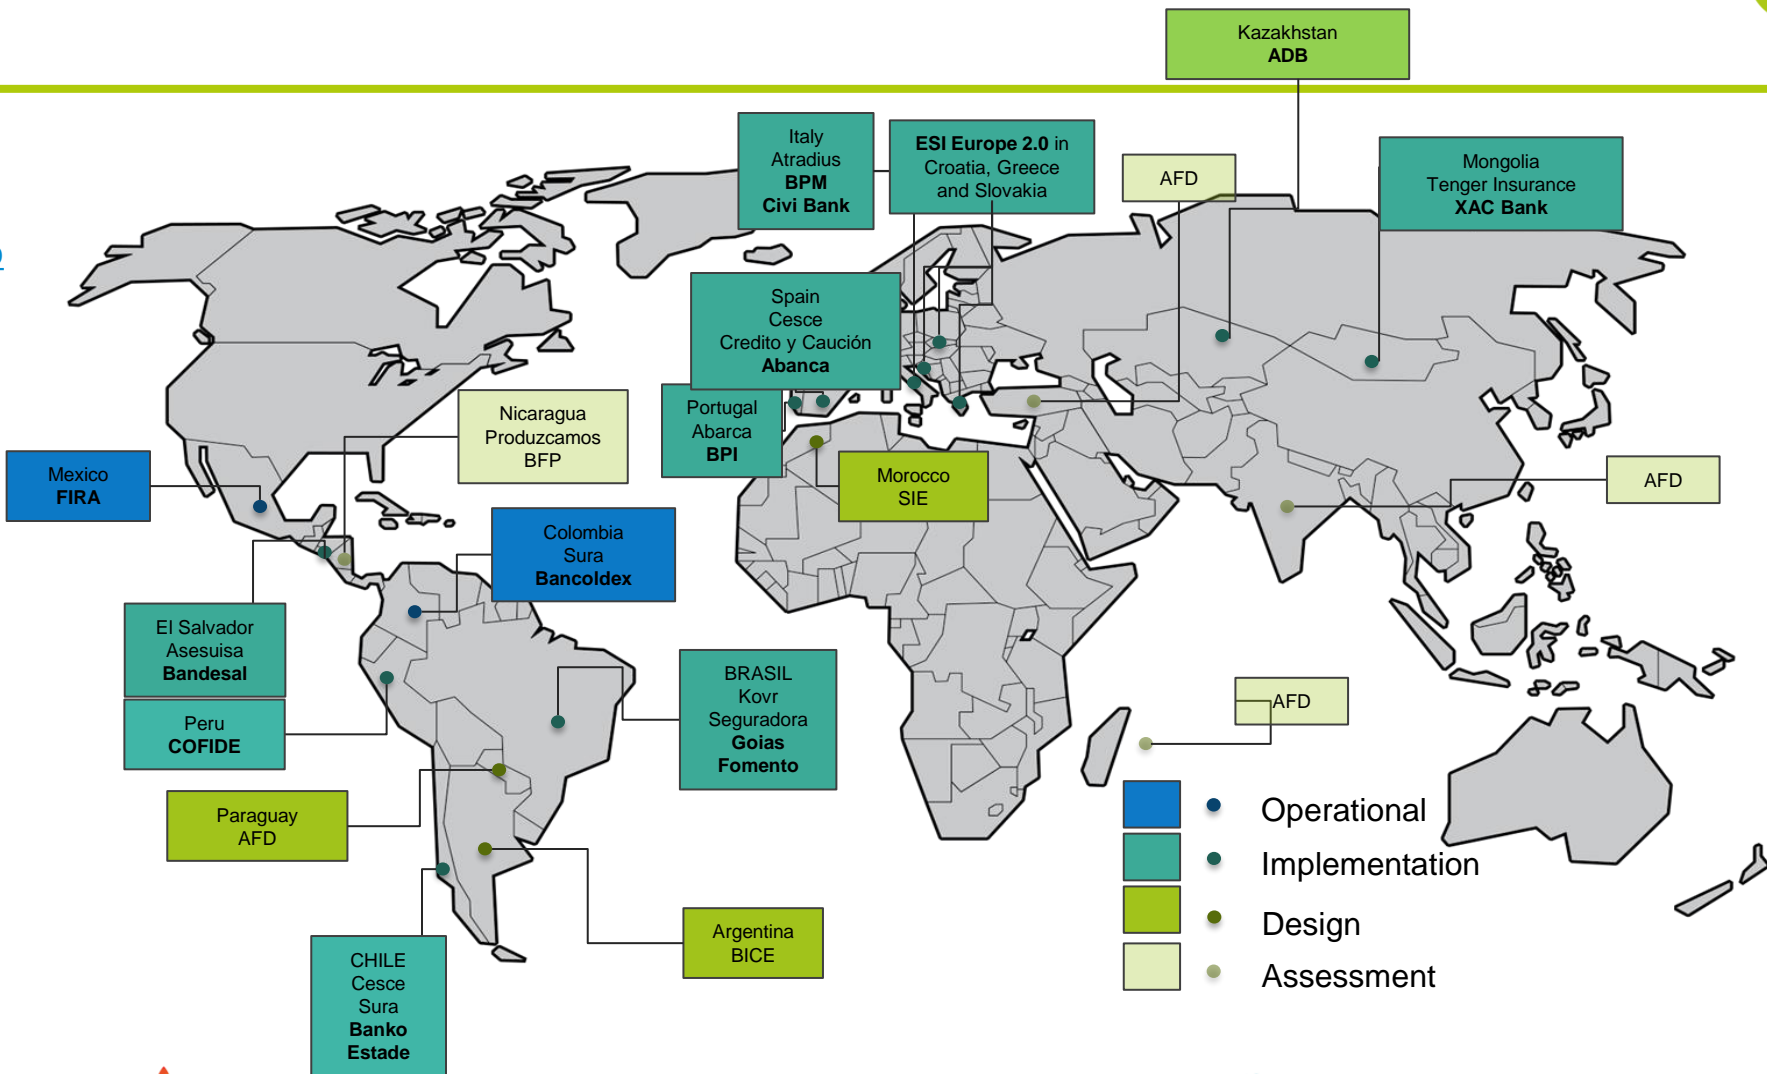 Kazakhstan
ADB
Italy
Atradius
BPM
Civi Bank
ESI Europe 2.0 in
Croatia, Greece
and Slovakia
AFD
Mongolia
Tenger Insurance
XAC Bank
Spain
Cesce
Credito y Caución
Abanca
Portugal
Abarca
BPI
Nicaragua
Produzcamos
BFP
Mexico
FIRA
Morocco
SIE
AFD
Colombia
Sura
Bancoldex
El Salvador
Asesuisa
Bandesal
Peru
COFIDE
BRASIL
Kovr
Seguradora
Goias
Fomento
AFD
Paraguay
AFD
Argentina
BICE
CHILE
Cesce
Sura
Banko
Estade
Operational
Implementation
Design
Assessment